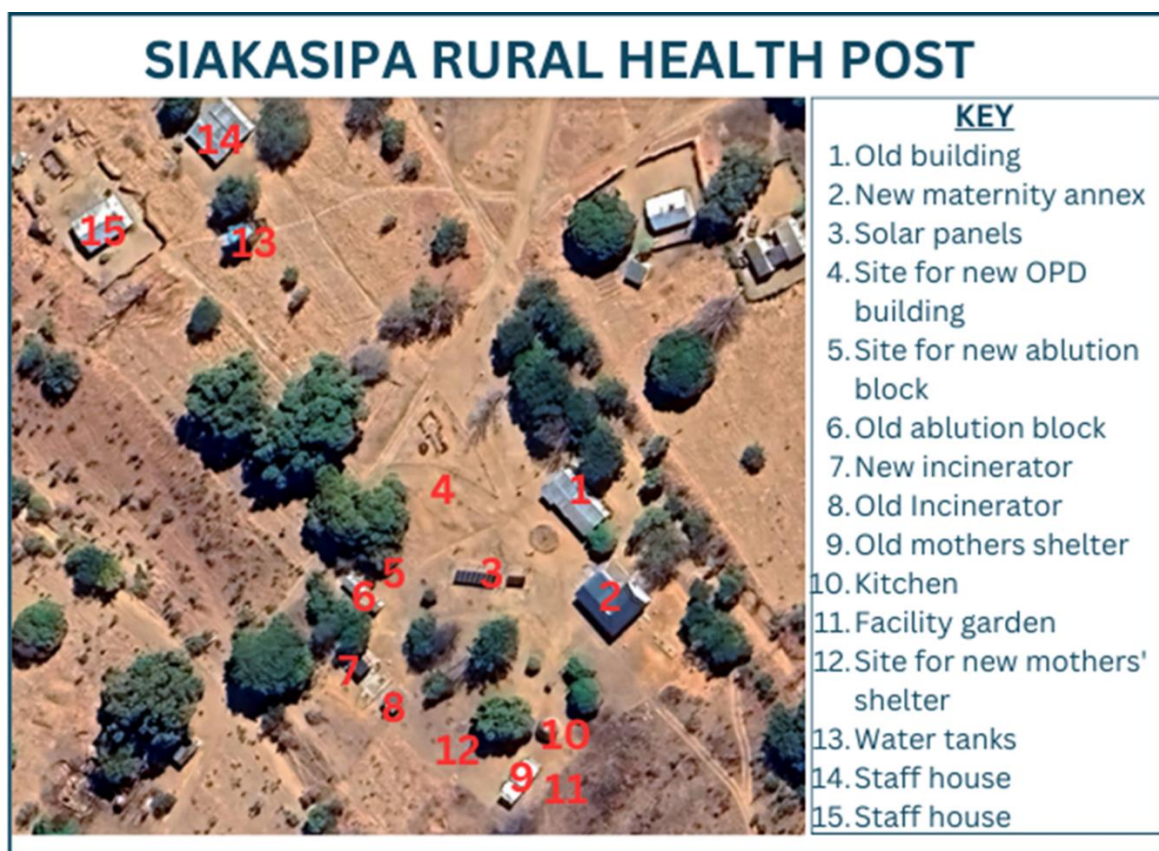 SIAKASIPA RURAL HEALTH POST
14
15
13
4
1
5
3
6
2
7
8
12
10
9
11
KEY
1. Old building
2. New maternity annex
3. Solar panels
4. Site for new OPD
building
5. Site for new ablution
block
6. Old ablution block
7. New incinerator
8. Old Incinerator
9. Old mothers shelter
10. Kitchen
11. Facility garden
12. Site for new mothers'
shelter
13. Water tanks
14. Staff house
15. Staff house